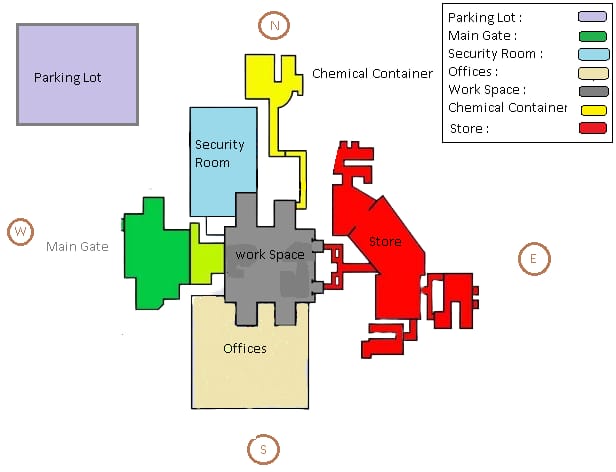 N
Parking Lot
Chemical Container
Security
Room
W
Main Gate
work Space
Store
E
Offices
S
Parking Lot :
Main Gate :
Security Room :
Offices :
Work Space :
Chemical Container
Store :